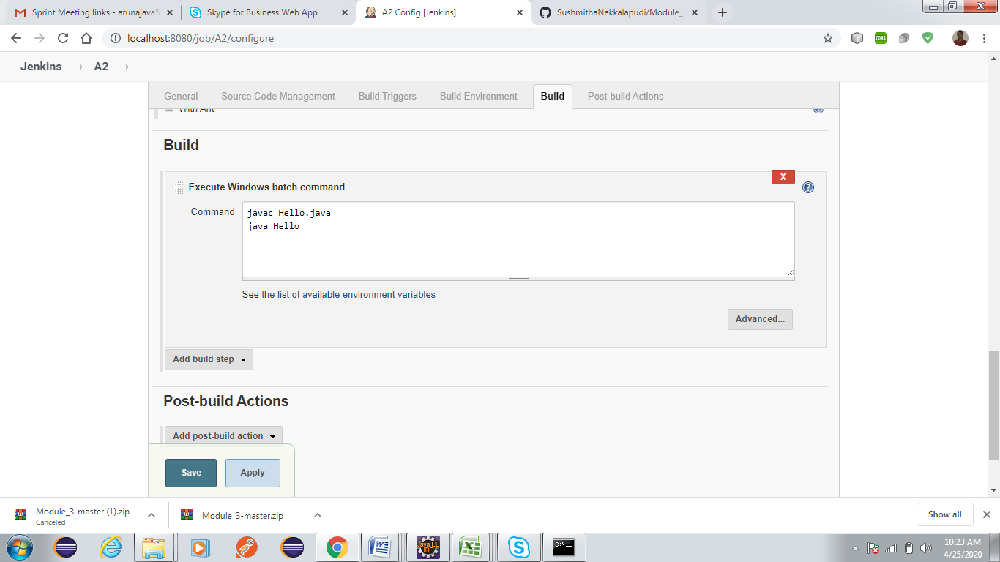 Sprint Meeting links - arunajava5
Skype for Business Web App
A2 Config [Jenkins]
SushmithaNekkalapudi/Module_
localhost:8080/job/A2/configure
CORS
Jenkins
A2
General
Source Code Management
Build Triggers
Build Environment
Build
Post-build Actions
With Ant
Build
Execute Windows batch command
X
?
Command
javac Hello.java
java Hello
See the list of available environment variables
Advanced...
Add build step
Post-build Actions
Add post-build action
Save
Apply
Module_3-master (1).zip
Canceled
Module_3-master.zip
Show all
Java EE
IDE
C:\_
10:23 AM
4/25/2020